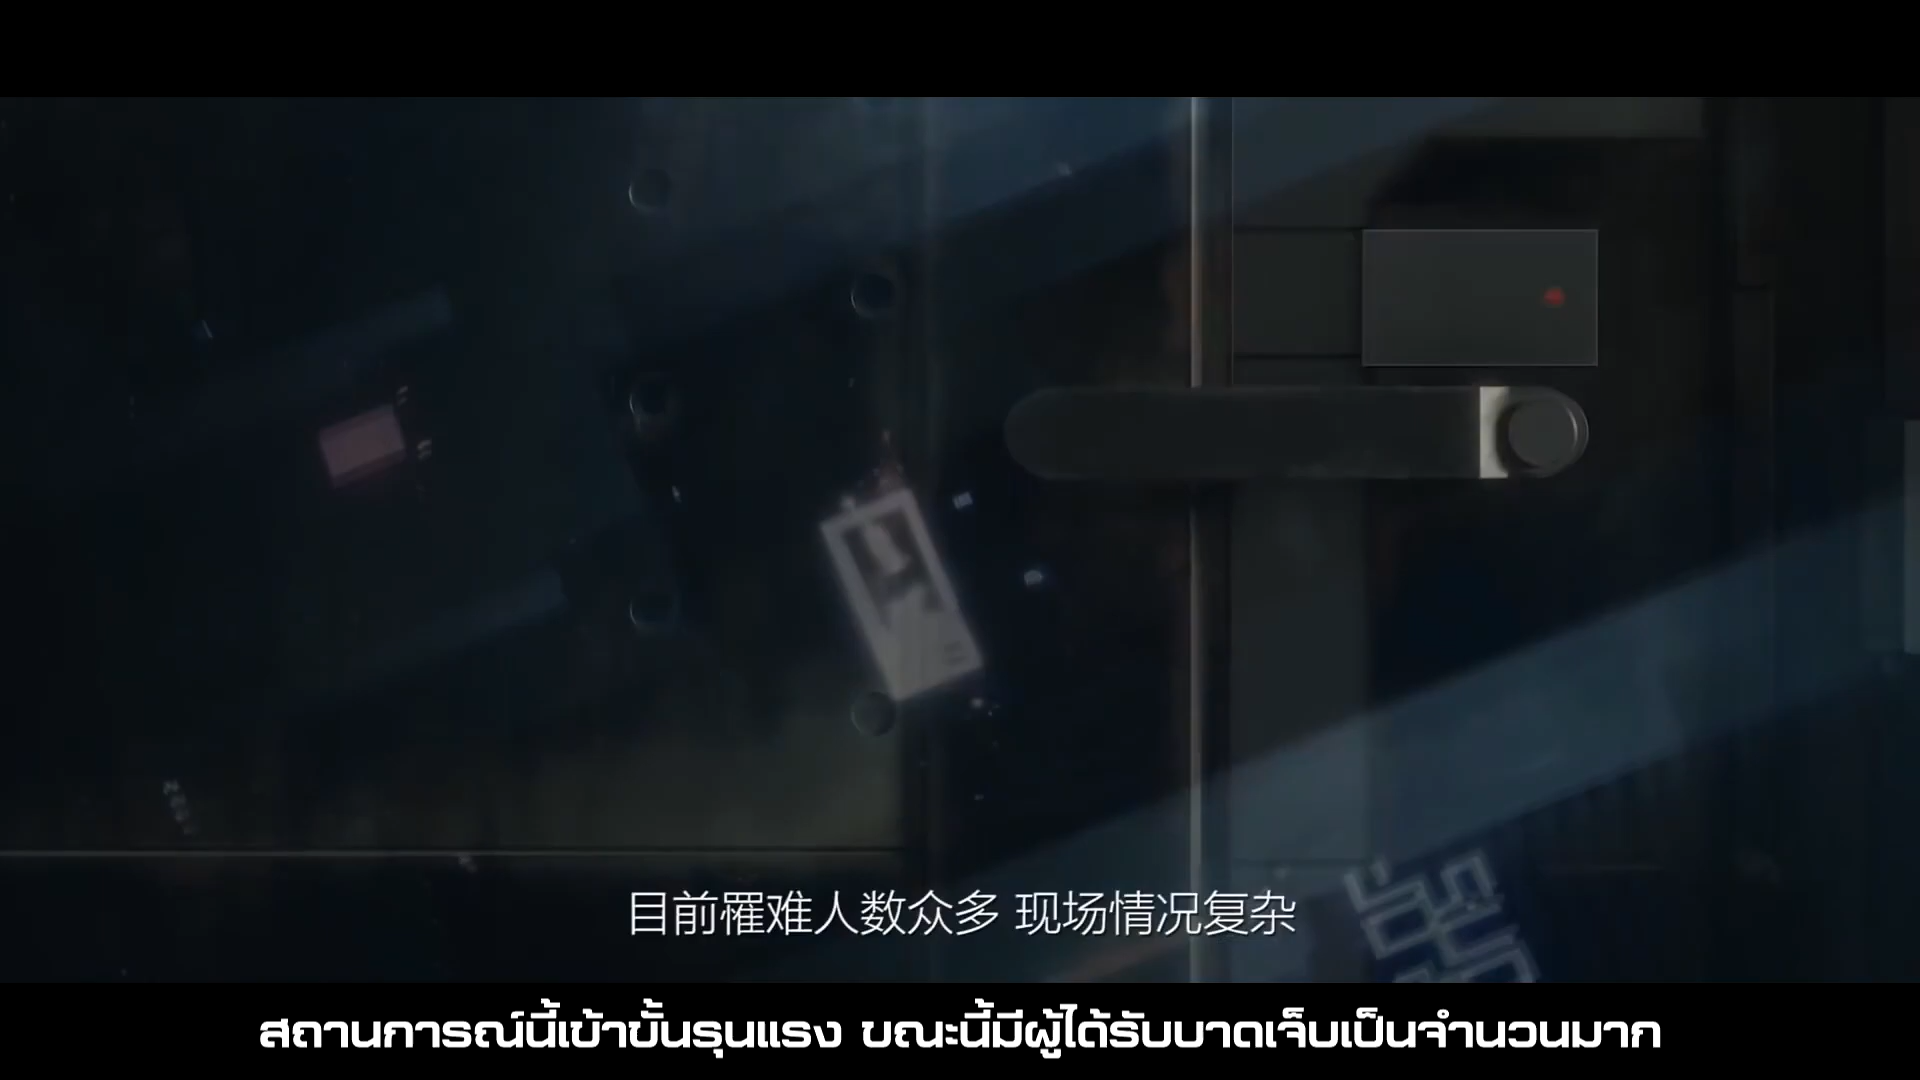 目前罹难人数众多 现场情况复杂
สถานการณ์นี้เข้าขั้นรุนแรง ขณะนี้มีผู้ได้รับบาดเจ็บเป็นจำนวนมาก